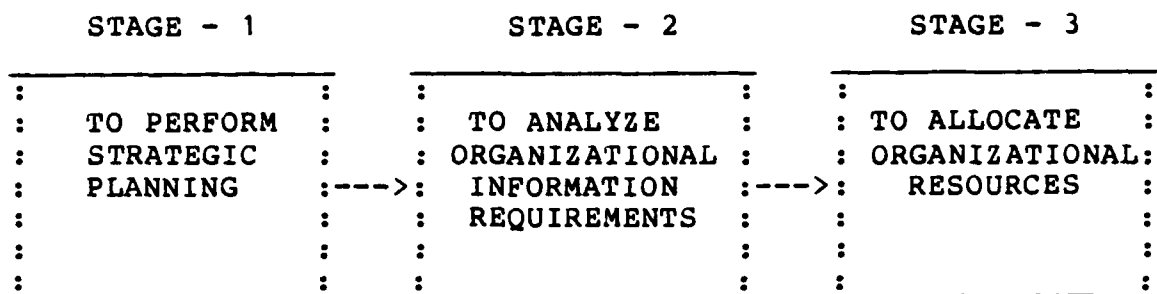 STAGE - 1 STAGE - 2 STAGE - 3
TO PERFORM
STRATEGIC
PLANNING
TO ANALYZE
ORGANIZATIONAL
INFORMATION
REQUIREMENTS
TO ALLOCATE
ORGANIZATIONAL
RESOURCES